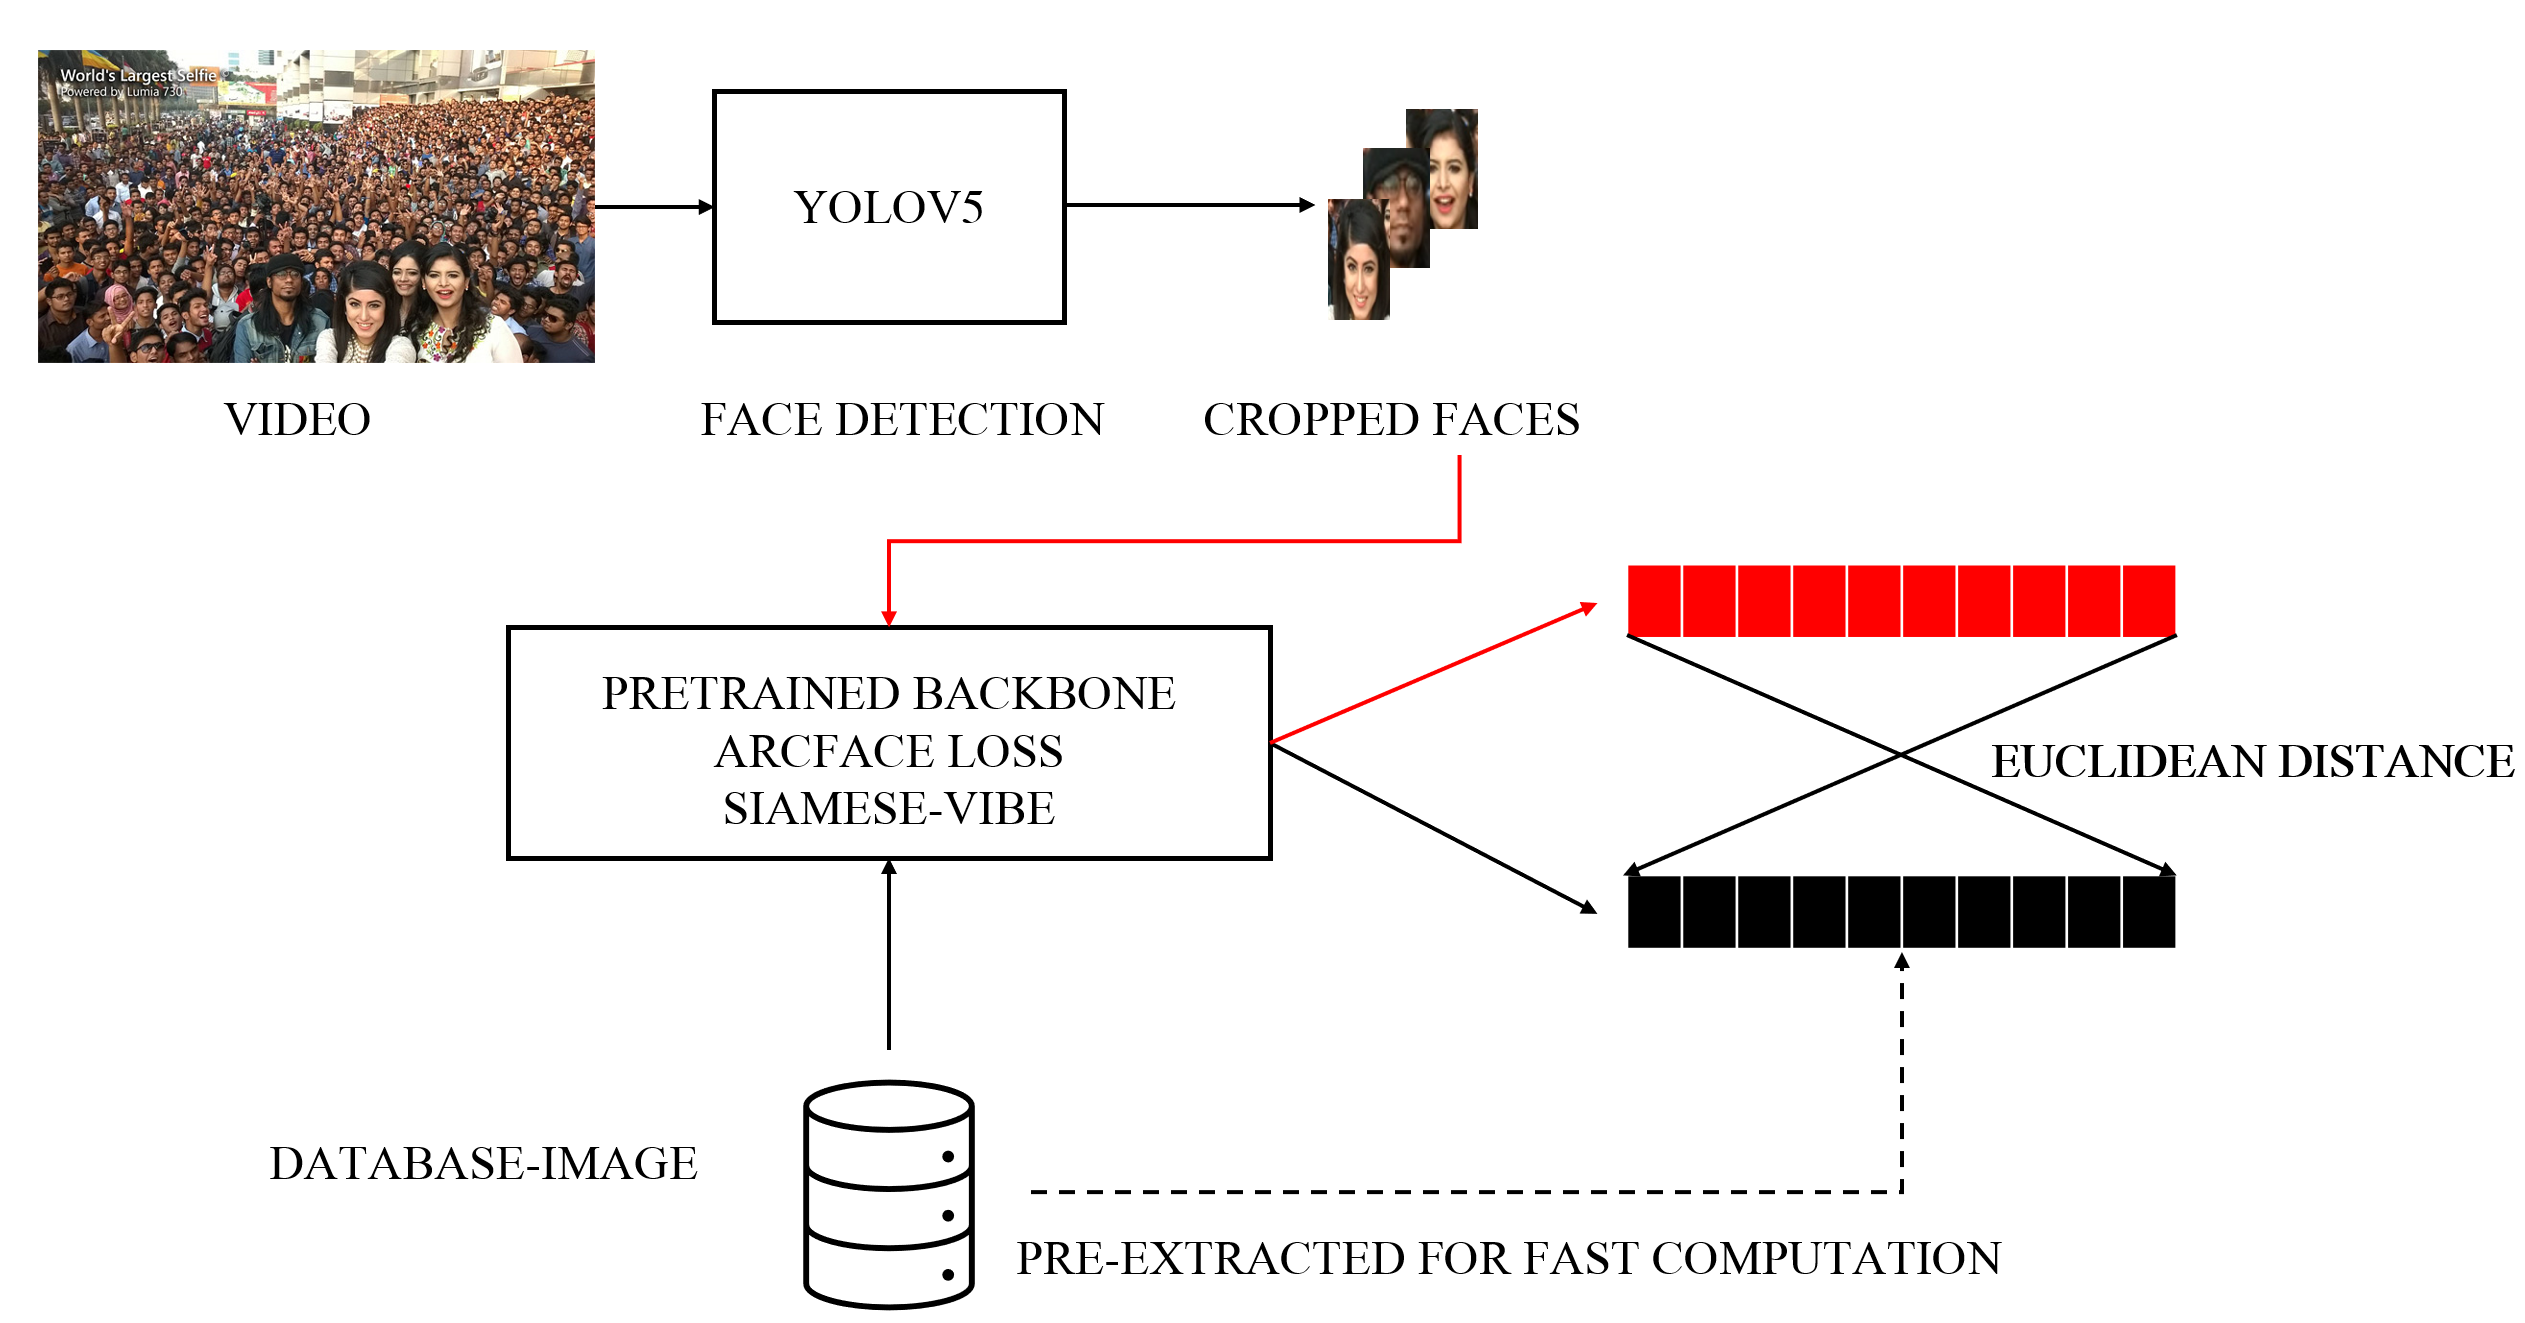 World's Largest Selfie
Powered by Lumia 730
YOLOV5
VIDEO
FACE DETECTION
CROPPED FACES
PRETRAINED BACKBONE
ARCFACE LOSS
SIAMESE-VIBE
EUCLIDEAN DISTANCE
DATABASE-IMAGE
PRE-EXTRACTED FOR FAST COMPUTATION